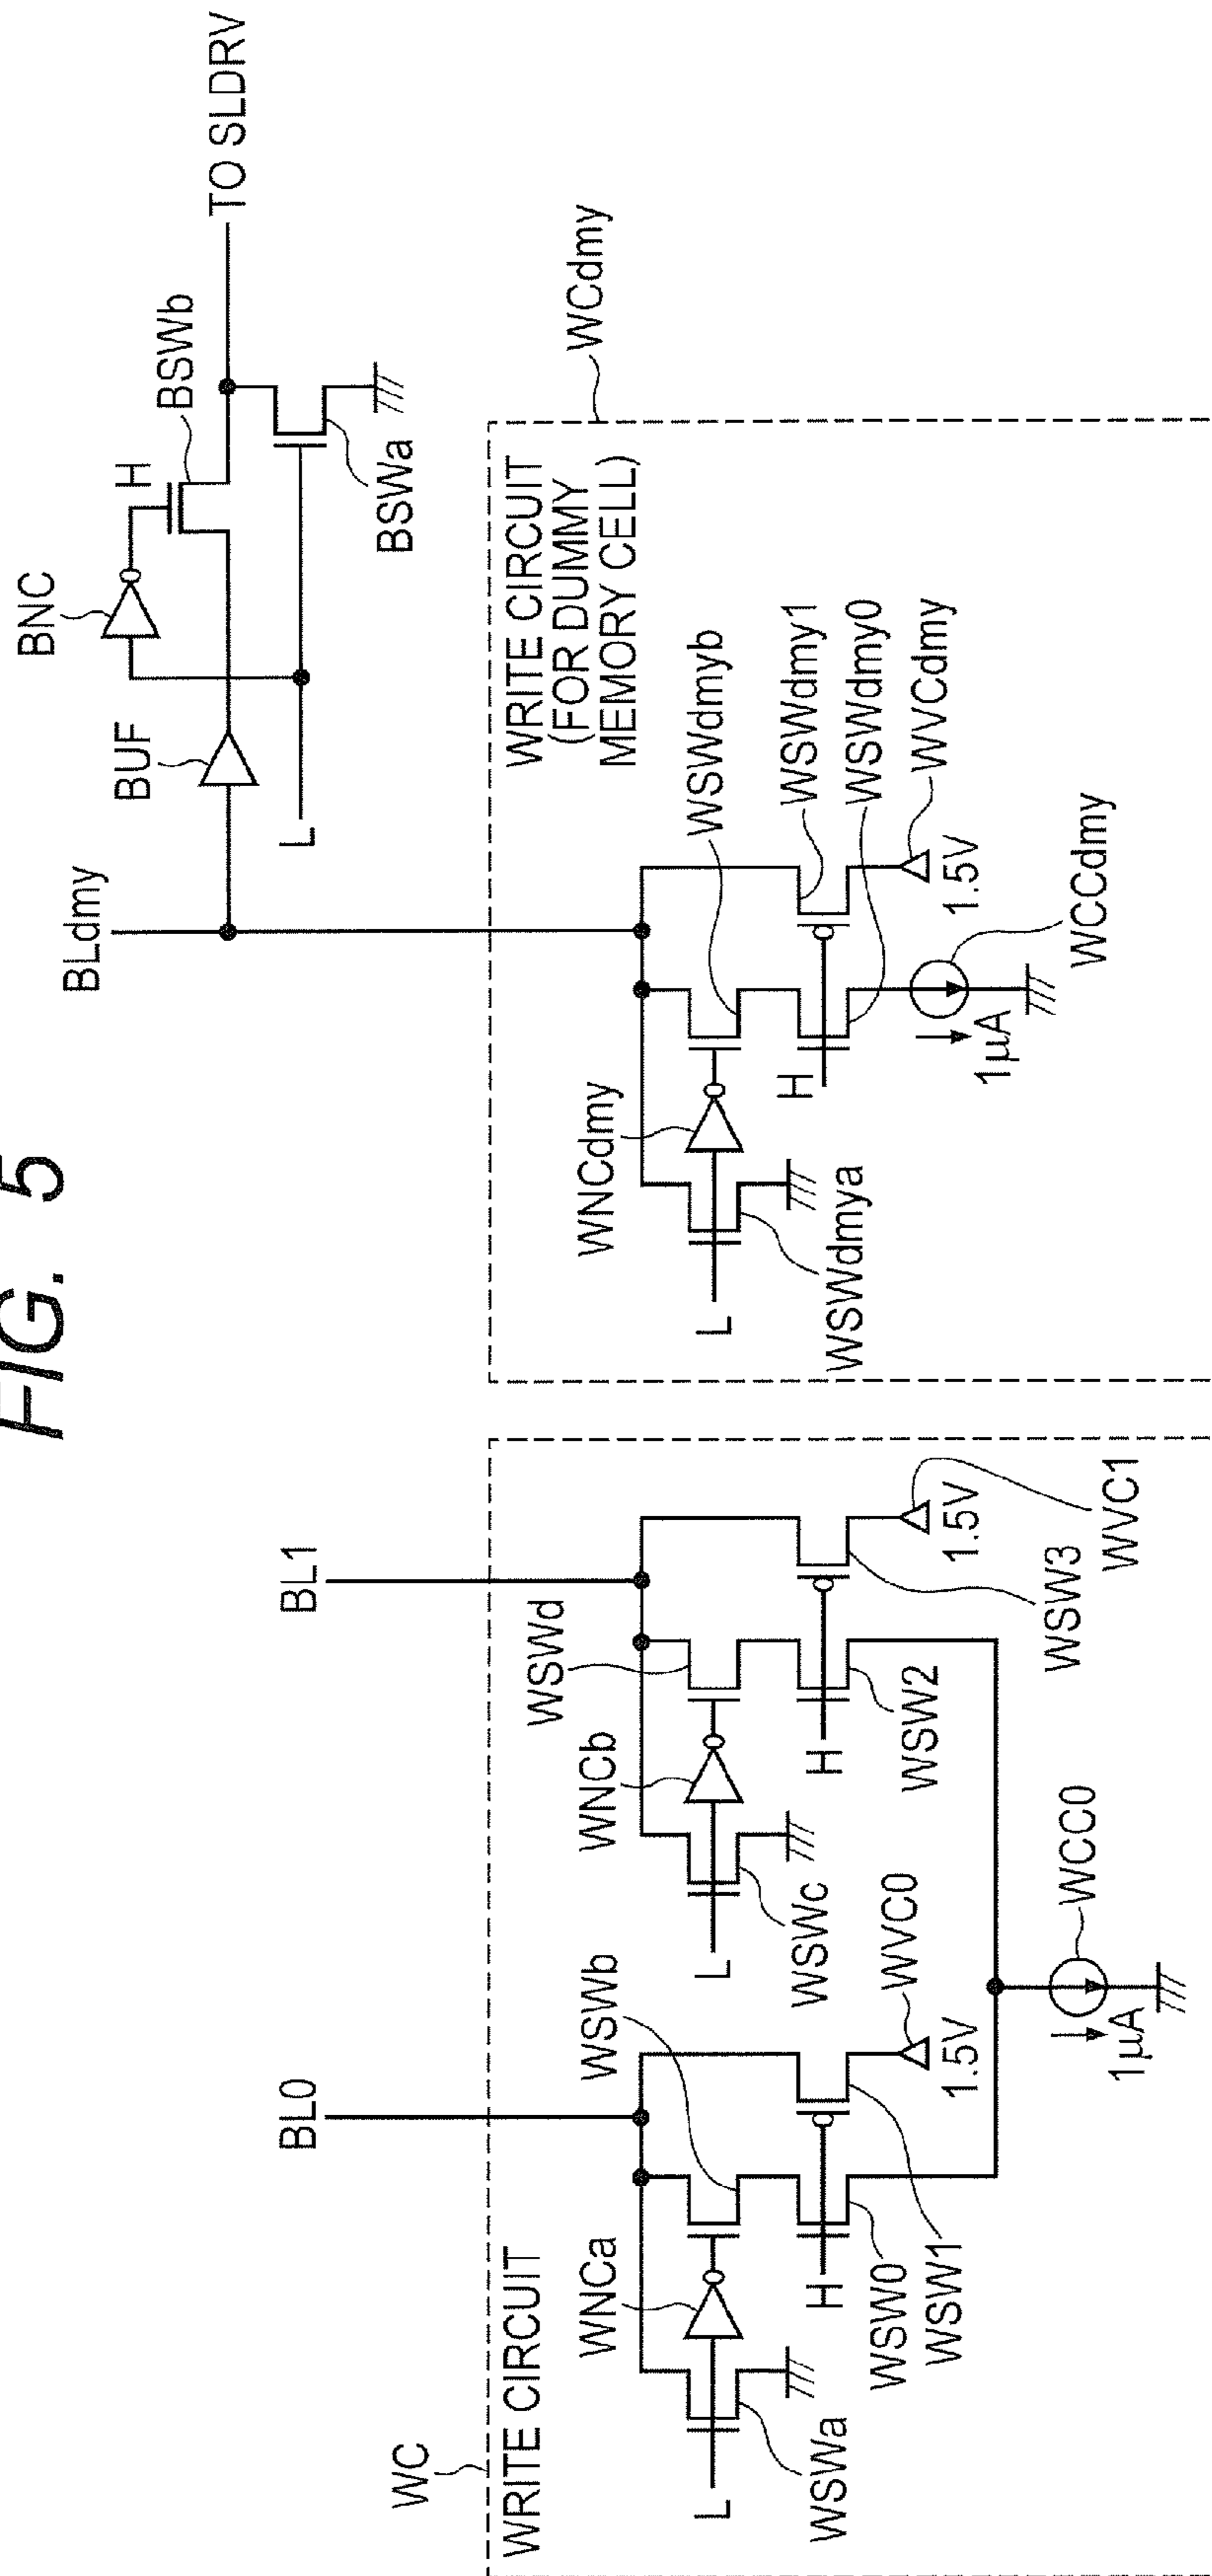 FIG. 5
BL0
BL1
BLdmy
BUF
BNC
H
BSWb
TO SLDRV
L
BSWa
WC
WRITE CIRCUIT
WNCa
WSWb
L
WSWa
H
WSW0
WSW1
1.5V
WVC0
WNCb
WSWd
L
WSWc
H
WSW2
WSW3
1.5V
WVC1
1μA
WCC0
WRITE CIRCUIT
(FOR DUMMY
MEMORY CELL)
WCdmy
WNCdmy
WSWdmyb
L
WSWdmya
H
WSWdmy1
WSWdmy0
WVCdmy
1.5V
1μA
WCCdmy